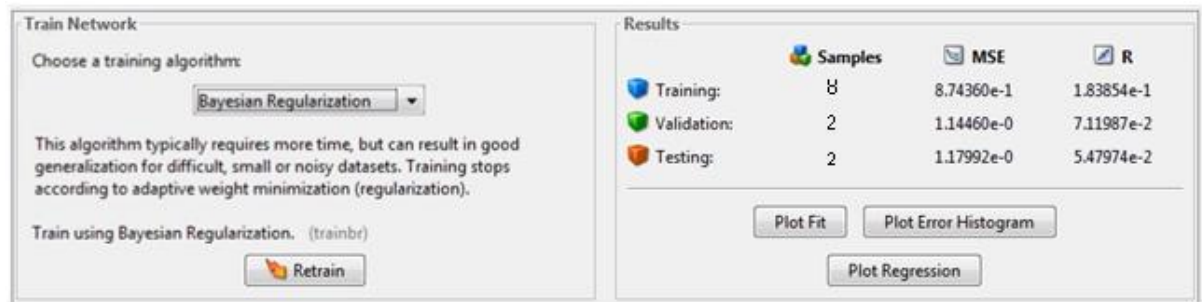 Train Network
Choose a training algorithm:
Bayesian Regularization
This algorithm typically requires more time, but can result in good
generalization for difficult, small or noisy datasets. Training stops
according to adaptive weight minimization (regularization).
Train using Bayesian Regularization. (trainbr)
Retrain
Results
Samples MSE R
Training: 8 8.74360e-1 1.83854e-1
Validation: 2 1.14460e-0 7.11987e-2
Testing: 2 1.17992e-0 5.47974e-2
Plot Fit Plot Error Histogram
Plot Regression